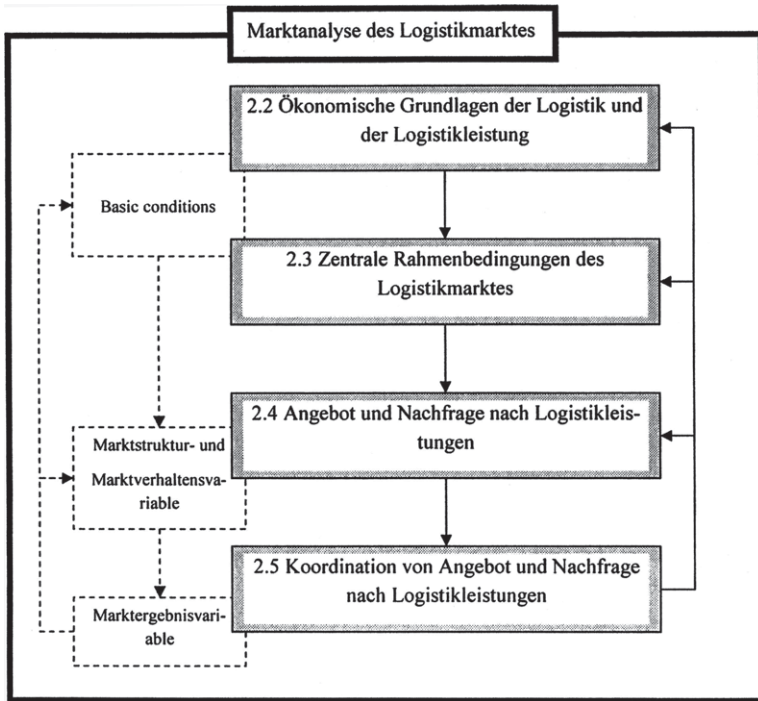 Marktanalyse des Logistikmarktes
2.2 Ökonomische Grundlagen der Logistik und
der Logistikleistung
Basic conditions
2.3 Zentrale Rahmenbedingungen des
Logistikmarktes
2.4 Angebot und Nachfrage nach Logistikleis-
tungen
Marktstruktur- und
Marktverhaltensva-
riable
2.5 Koordination von Angebot und Nachfrage
nach Logistikleistungen
Marktergebnisvari-
able